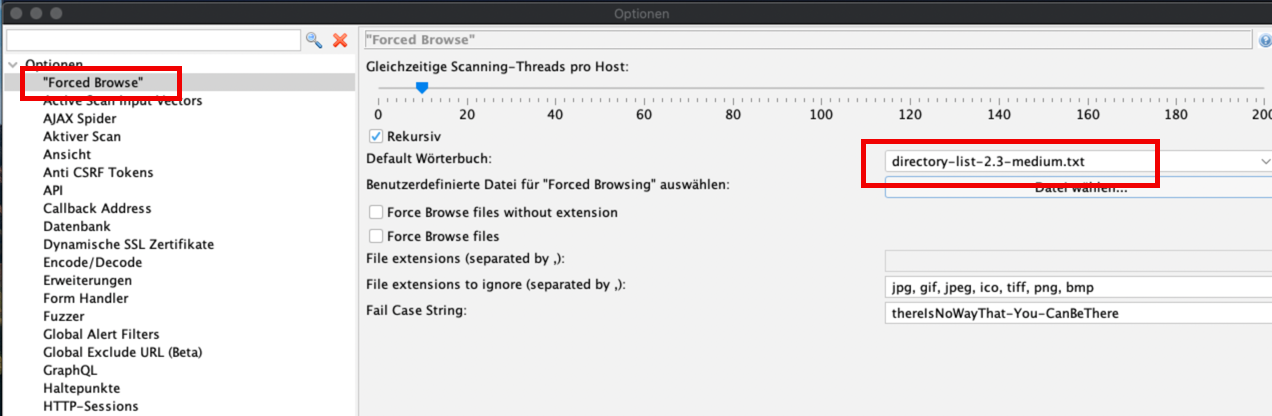 Optionen
"Forced Browse"
Optionen
"Forced Browse"
Active Scan Input Vectors
AJAX Spider
Aktiver Scan
Ansicht
Anti CSRF Tokens
API
Callback Address
Datenbank
Dynamische SSL Zertifikate
Encode/Decode
Erweiterungen
Form Handler
Fuzzer
Global Alert Filters
Global Exclude URL (Beta)
GraphQL
Haltepunkte
HTTP-Sessions
Gleichzeitige Scanning-Threads pro Host:
0 20 40 60 80 100 120 140 160 180 200
Rekursiv
Default Wörterbuch:
directory-list-2.3-medium.txt
Benutzerdefinierte Datei für "Forced Browsing" auswählen:
Datei wählen...
Force Browse files without extension
Force Browse files
File extensions (separated by ,):
File extensions to ignore (separated by ,):
jpg, gif, jpeg, ico, tiff, png, bmp
Fail Case String:
thereIsNoWayThat-You-CanBeThere